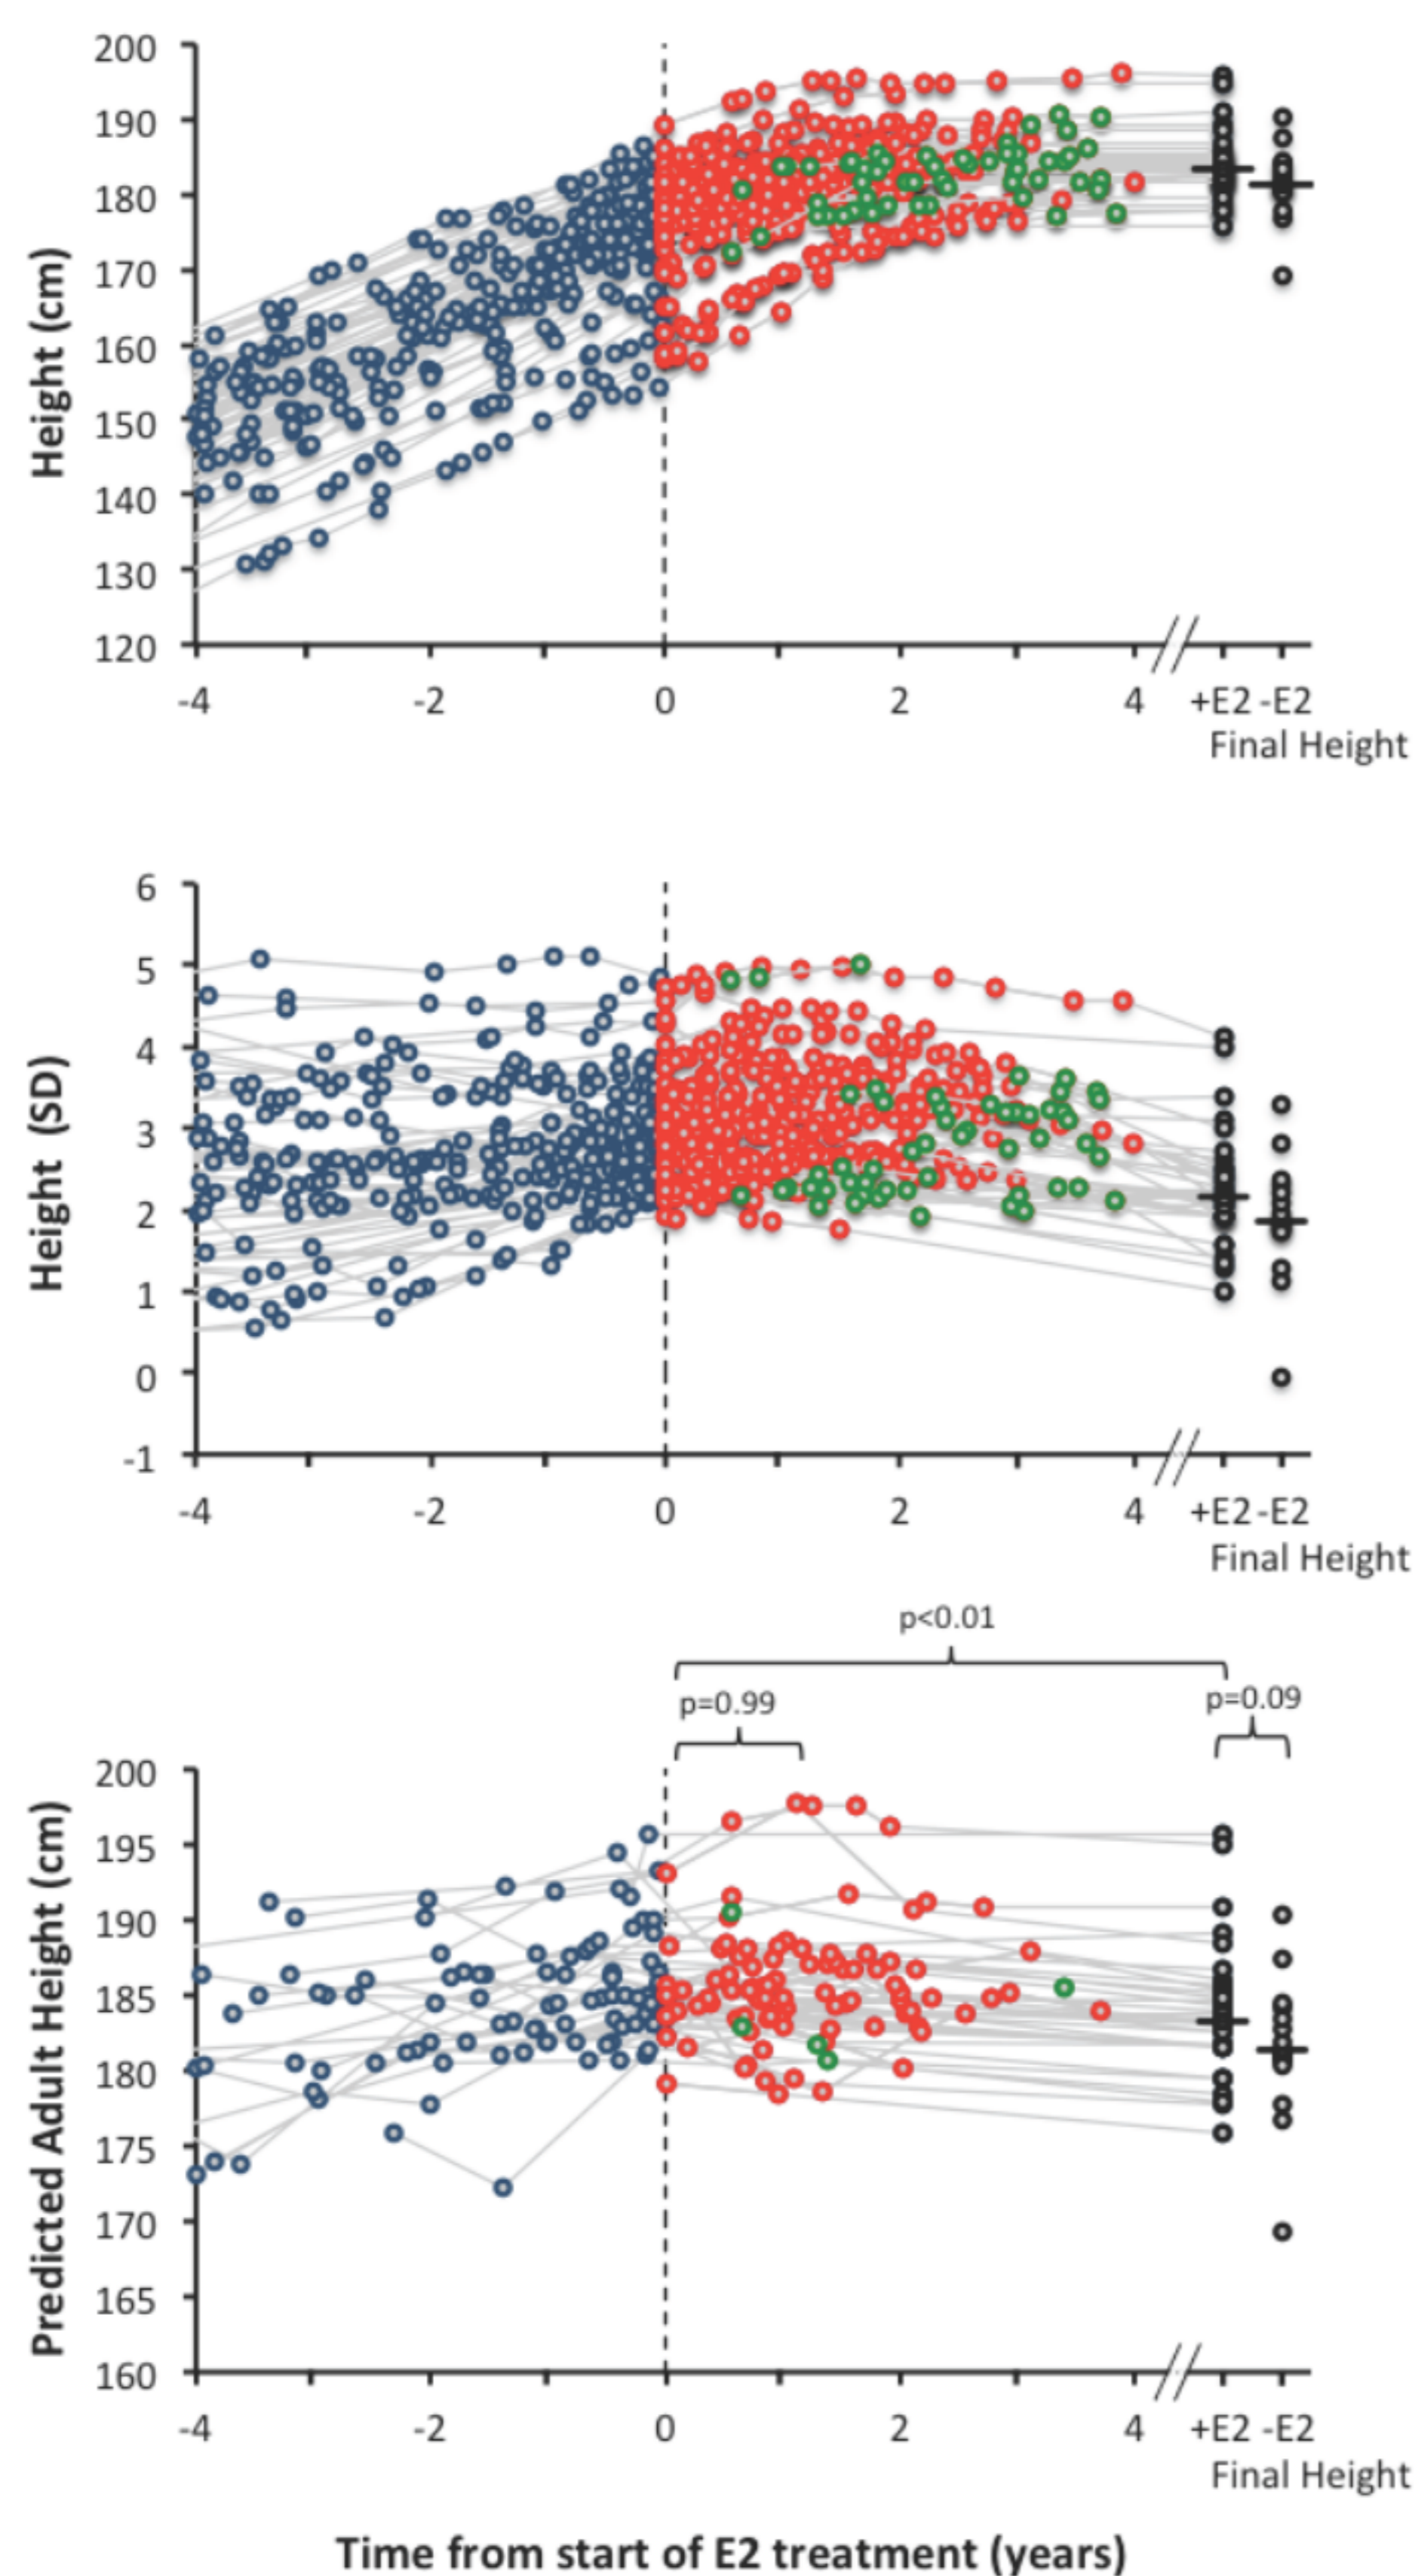 200
190
180
170
160
150
140
130
120
Height (cm)
-4 -2 0 2 4 +E2 -E2
Final Height
6
5
4
3
2
1
0
-1
Height (SD)
-4 -2 0 2 4 +E2 -E2
Final Height
p<0.01
p=0.99
p=0.09
200
195
190
185
180
175
170
165
160
Predicted Adult Height (cm)
-4 -2 0 2 4 +E2 -E2
Final Height
Time from start of E2 treatment (years)